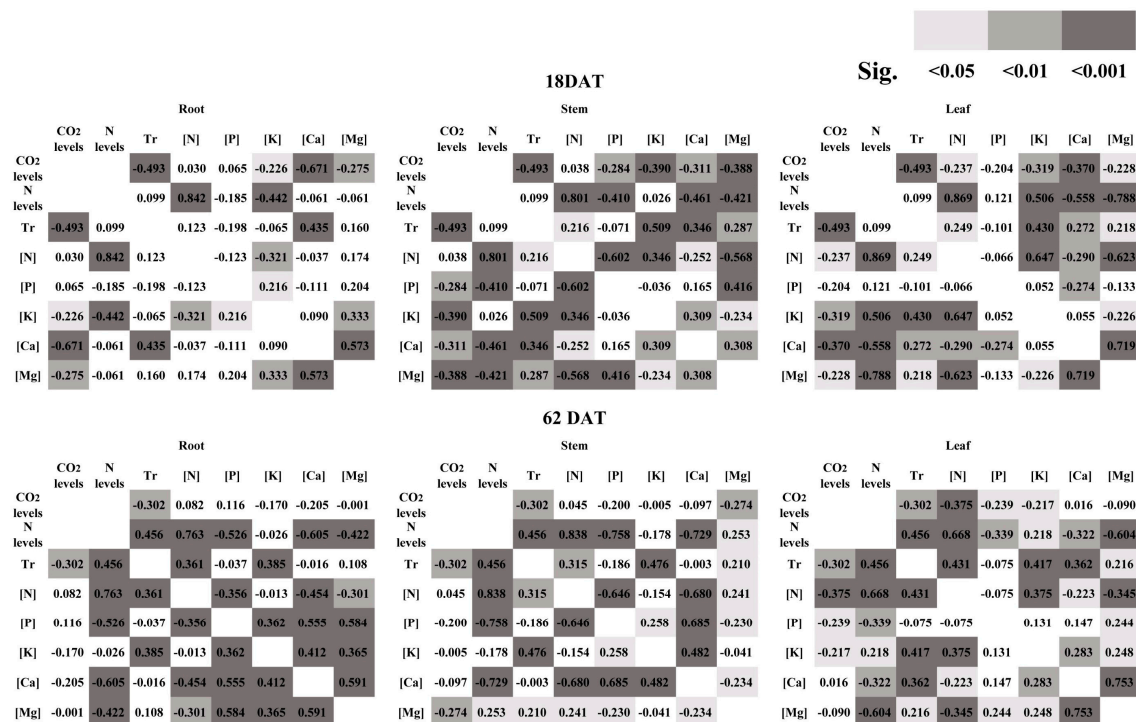 Sig. <0.05 <0.01 <0.001
18DAT
Root Stem Leaf
CO2 levels N levels Tr [N] [P] [K] [Ca] [Mg] CO2 levels N levels Tr [N] [P] [K] [Ca] [Mg] CO2 levels N levels Tr [N] [P] [K] [Ca] [Mg]
CO2 levels -0.493 0.030 0.065 -0.226 -0.671 -0.275 CO2 levels -0.493 0.038 -0.284 -0.390 -0.311 -0.388 CO2 levels -0.493 -0.237 -0.204 -0.319 -0.370 -0.228
N levels 0.099 0.842 -0.185 -0.442 -0.061 -0.061 N levels 0.099 0.801 -0.410 0.026 -0.461 -0.421 N levels 0.099 0.869 0.121 0.506 -0.558 -0.788
Tr -0.493 0.099 0.123 -0.198 -0.065 0.435 0.160 Tr -0.493 0.099 0.216 -0.071 0.509 0.346 0.287 Tr -0.493 0.099 0.249 -0.101 0.430 0.272 0.218
[N] 0.030 0.842 0.123 -0.123 -0.321 -0.037 0.174 [N] 0.038 0.801 0.216 -0.602 0.346 -0.252 -0.568 [N] -0.237 0.869 0.249 -0.066 0.647 -0.290 -0.623
[P] 0.065 -0.185 -0.198 -0.123 0.216 -0.111 0.204 [P] -0.284 -0.410 -0.071 -0.602 -0.036 0.165 0.416 [P] -0.204 0.121 -0.101 -0.066 0.052 -0.274 -0.133
[K] -0.226 -0.442 -0.065 -0.321 0.216 0.090 0.333 [K] -0.390 0.026 0.509 0.346 -0.036 0.309 -0.234 [K] -0.319 0.506 0.430 0.647 0.052 0.055 -0.226
[Ca] -0.671 -0.061 0.435 -0.037 -0.111 0.090 0.573 [Ca] -0.311 -0.461 0.346 -0.252 0.165 0.309 0.308 [Ca] -0.370 -0.558 0.272 -0.290 -0.274 0.055 0.719
[Mg] -0.275 -0.061 0.160 0.174 0.204 0.333 0.573 [Mg] -0.388 -0.421 0.287 -0.568 0.416 -0.234 0.308 [Mg] -0.228 -0.788 0.218 -0.623 -0.133 -0.226 0.719
62 DAT
Root Stem Leaf
CO2 levels N levels Tr [N] [P] [K] [Ca] [Mg] CO2 levels N levels Tr [N] [P] [K] [Ca] [Mg] CO2 levels N levels Tr [N] [P] [K] [Ca] [Mg]
CO2 levels -0.302 0.082 0.116 -0.170 -0.205 -0.001 CO2 levels -0.302 0.045 -0.200 -0.005 -0.097 -0.274 CO2 levels -0.302 -0.375 -0.239 -0.217 0.016 -0.090
N levels 0.456 0.763 -0.526 -0.026 -0.605 -0.422 N levels 0.456 0.838 -0.758 -0.178 -0.729 0.253 N levels 0.456 0.668 -0.339 0.218 -0.322 -0.604
Tr -0.302 0.456 0.361 -0.037 0.385 -0.016 0.108 Tr -0.302 0.456 0.315 -0.186 0.476 -0.003 0.210 Tr -0.302 0.456 0.431 -0.075 0.417 0.362 0.216
[N] 0.082 0.763 0.361 -0.356 -0.013 -0.454 -0.301 [N] 0.045 0.838 0.315 -0.646 -0.154 -0.680 0.241 [N] -0.375 0.668 0.431 -0.075 0.375 -0.223 -0.345
[P] 0.116 -0.526 -0.037 -0.356 0.362 0.555 0.584 [P] -0.200 -0.758 -0.186 -0.646 0.258 0.685 -0.230 [P] -0.239 -0.339 -0.075 -0.075 0.131 0.147 0.244
[K] -0.170 -0.026 0.385 -0.013 0.362 0.412 0.365 [K] -0.005 -0.178 0.476 -0.154 0.258 0.482 -0.041 [K] -0.217 0.218 0.417 0.375 0.131 0.283 0.248
[Ca] -0.205 -0.605 -0.016 -0.454 0.555 0.412 0.591 [Ca] -0.097 -0.729 -0.003 -0.680 0.685 0.482 -0.234 [Ca] 0.016 -0.322 0.362 -0.223 0.147 0.283 0.753
[Mg] -0.001 -0.422 0.108 -0.301 0.584 0.365 0.591 [Mg] -0.274 0.253 0.210 0.241 -0.230 -0.041 -0.234 [Mg] -0.090 -0.604 0.216 -0.345 0.244 0.248 0.753